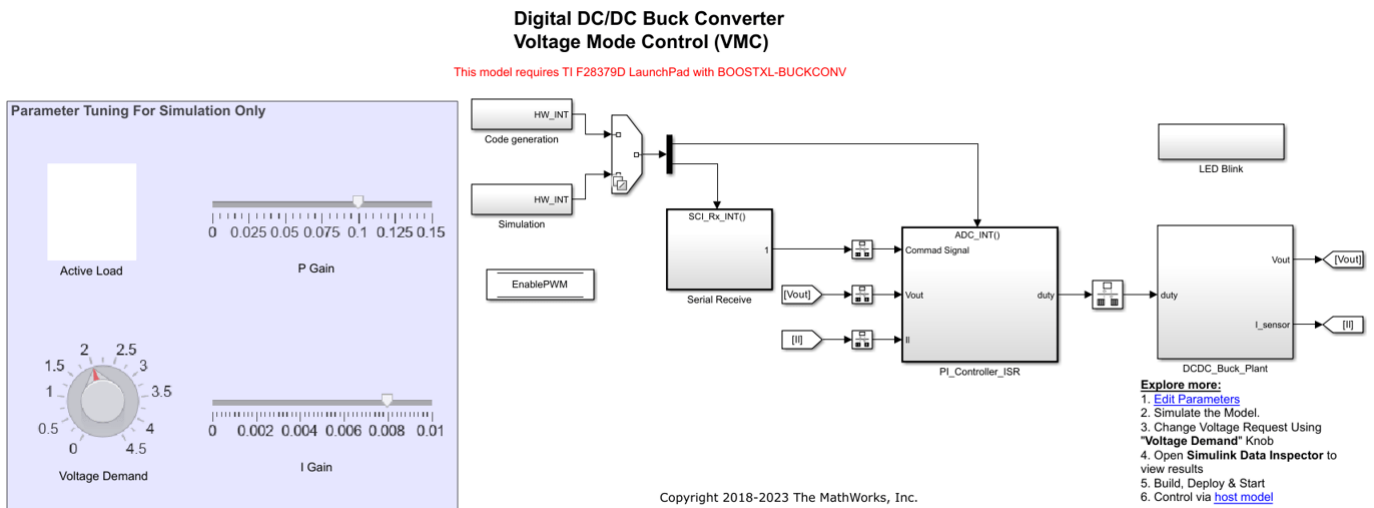 Digital DC/DC Buck Converter
Voltage Mode Control (VMC)
This model requires TI F28379D LaunchPad with BOOSTXL-BUCKCONV
Parameter Tuning For Simulation Only
Active Load
0 0.025 0.05 0.075 0.1 0.125 0.15
P Gain
0 0.5 1 1.5 2 2.5 3 3.5 4 4.5
Voltage Demand
0 0.002 0.004 0.006 0.008 0.01
I Gain
HW_INT
Code generation
HW_INT
Simulation
EnablePWM
SCI_Rx_INT()
1
Serial Receive
[Vout]
[Il]
ADC_INT()
Commad Signal
Vout
Il
duty
PI_Controller_ISR
LED Blink
duty
Vout
I_sensor
DCDC_Buck_Plant
[Vout]
[Il]
Explore more:
1. Edit Parameters
2. Simulate the Model.
3. Change Voltage Request Using
"Voltage Demand" Knob
4. Open Simulink Data Inspector to
view results
5. Build, Deploy & Start
6. Control via host model
Copyright 2018-2023 The MathWorks, Inc.